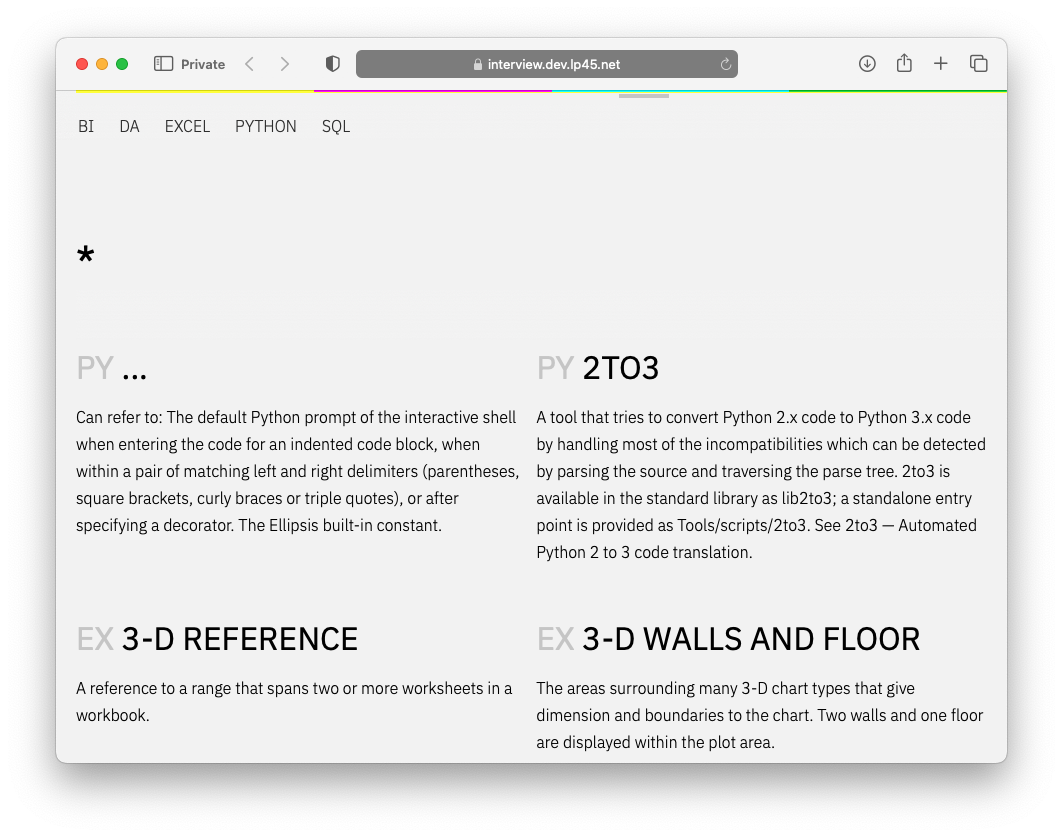 Private
interview.dev.lp45.net
BI DA EXCEL PYTHON SQL
*
PY ...
Can refer to: The default Python prompt of the interactive shell
when entering the code for an indented code block, when
within a pair of matching left and right delimiters (parentheses,
square brackets, curly braces or triple quotes), or after
specifying a decorator. The Ellipsis built-in constant.
PY 2TO3
A tool that tries to convert Python 2.x code to Python 3.x code
by handling most of the incompatibilities which can be detected
by parsing the source and traversing the parse tree. 2to3 is
available in the standard library as lib2to3; a standalone entry
point is provided as Tools/scripts/2to3. See 2to3 — Automated
Python 2 to 3 code translation.
EX 3-D REFERENCE
A reference to a range that spans two or more worksheets in a
workbook.
EX 3-D WALLS AND FLOOR
The areas surrounding many 3-D chart types that give
dimension and boundaries to the chart. Two walls and one floor
are displayed within the plot area.